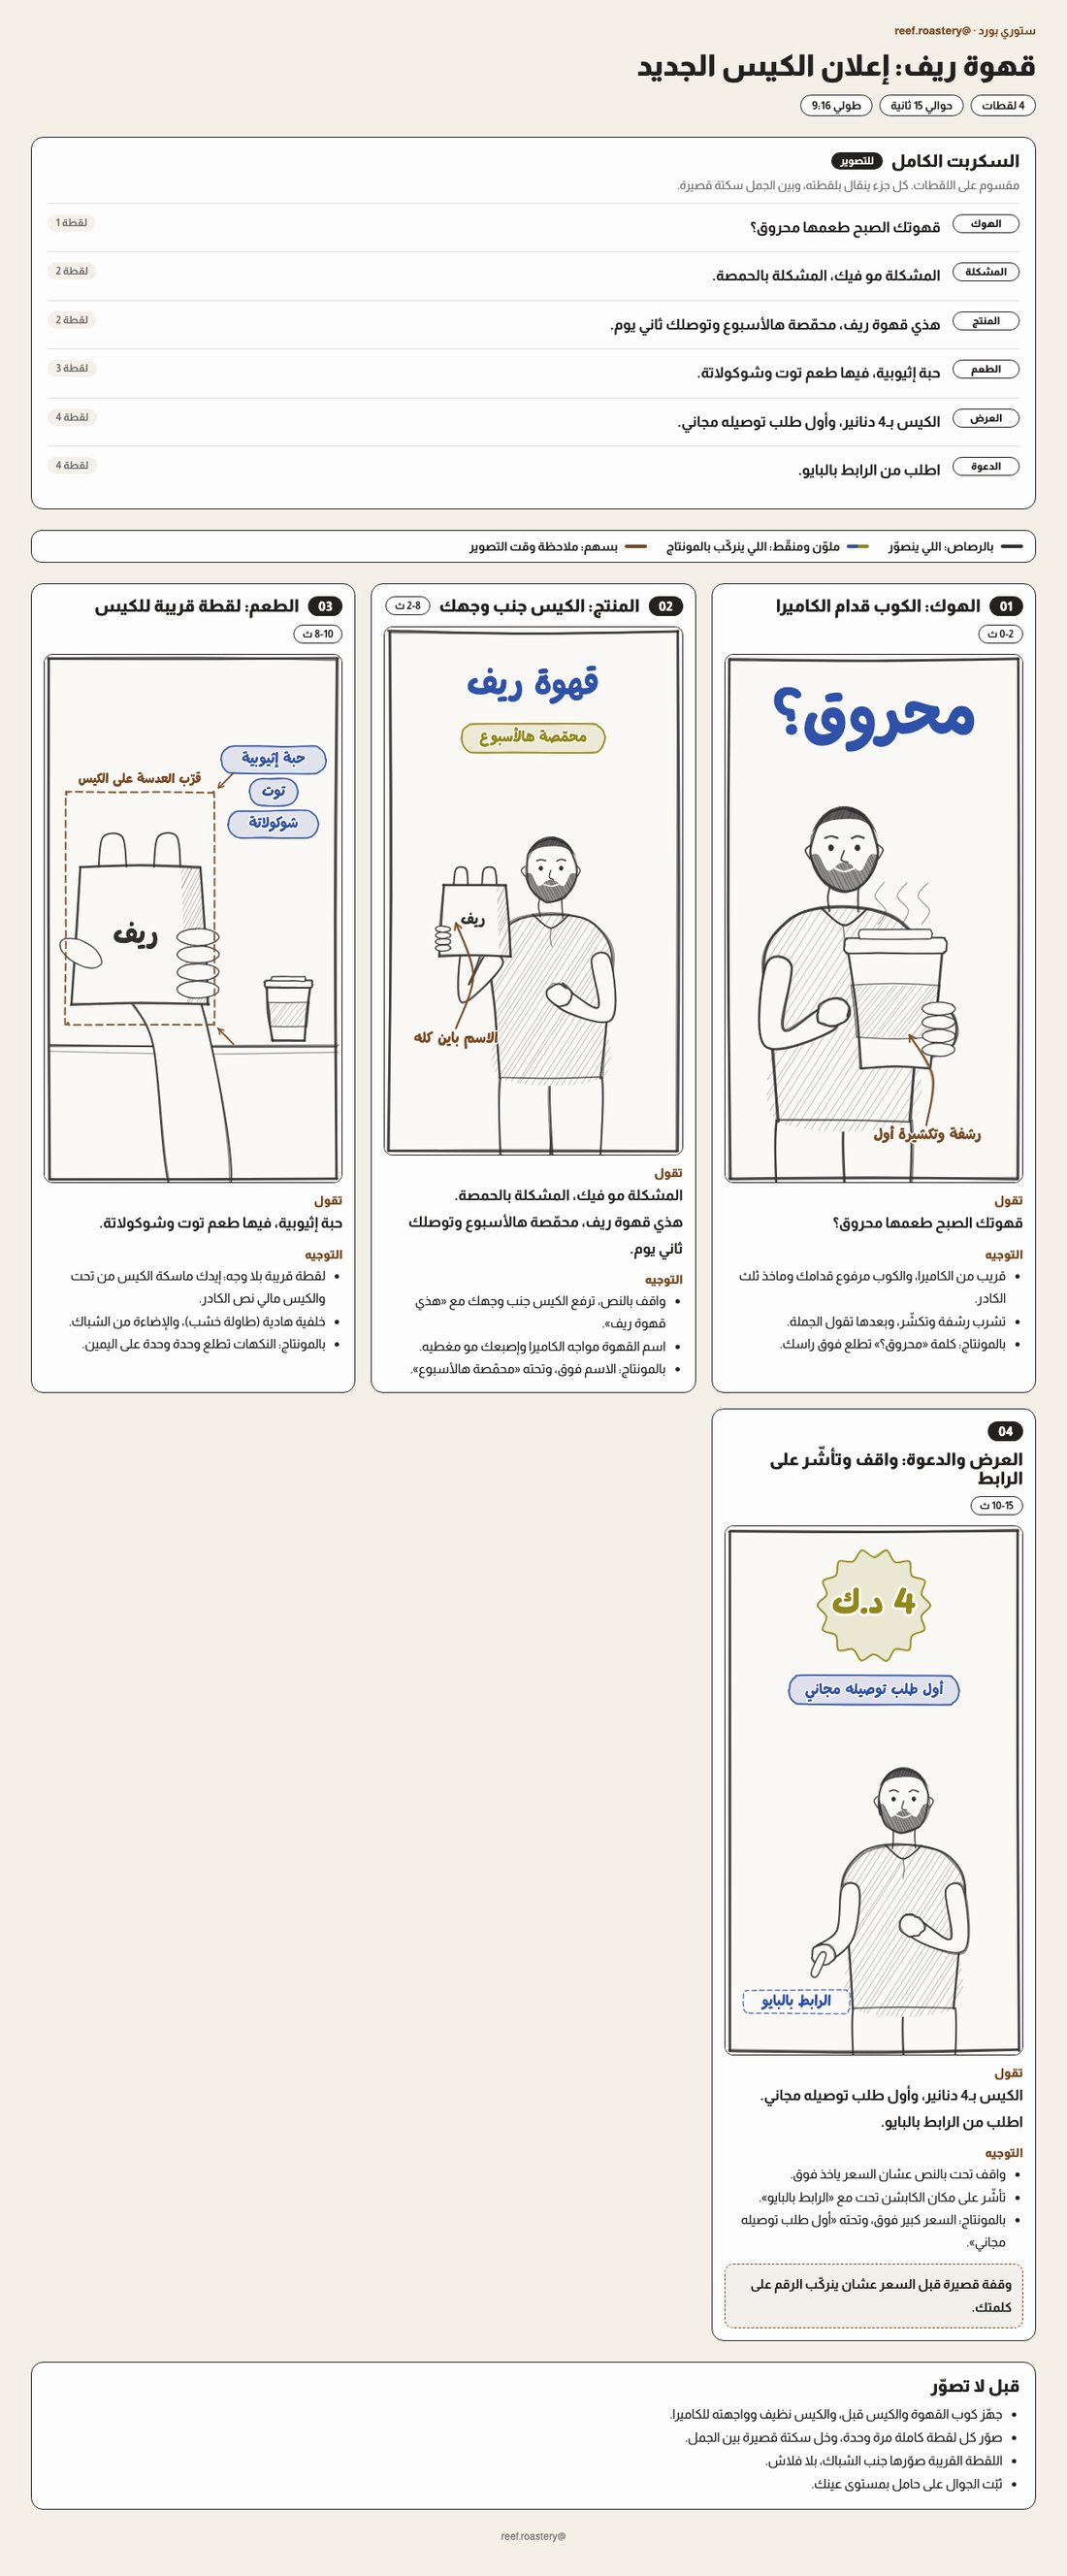 ستوري بورد · @reef.roastery
قهوة ريف: إعلان الكيس الجديد
4 لقطات
حوالي 15 ثانية
طولي 9:16
السكربت الكامل
للتصوير
مقسوم على اللقطات. كل جزء ينقال بلقطته، وبين الجمل سكتة قصيرة.
الهوك
قهوتك الصبح طعمها محروق؟
لقطة 1
المشكلة
المشكلة مو فيك، المشكلة بالحمصة.
لقطة 2
المنتج
هذي قهوة ريف، محمّصة هالأسبوع وتوصلك ثاني يوم.
لقطة 2
الطعم
حبة إثيوبية، فيها طعم توت وشوكولاتة.
لقطة 3
العرض
الكيس بـ4 دنانير، وأول طلب توصيله مجاني.
لقطة 4
الدعوة
اطلب من الرابط بالبايو.
لقطة 4
بالرصاص: اللي ينصوّر
ملوّن ومنقّط: اللي ينركّب بالمونتاج
بسهم: ملاحظة وقت التصوير
01
الهوك: الكوب قدام الكاميرا
0-2 ث
محروق؟
رشفة وتكشيرة أول
تقول
قهوتك الصبح طعمها محروق؟
التوجيه
قريب من الكاميرا، والكوب مرفوع قدامك وماخذ ثلث
الكادر.
تشرب رشفة وتكشّر، وبعدها تقول الجملة.
بالمونتاج: كلمة «محروق؟» تطلع فوق راسك.
02
المنتج: الكيس جنب وجهك
2-8 ث
قهوة ريف
محمّصة هالأسبوع
ريف
الاسم باين كله
تقول
المشكلة مو فيك، المشكلة بالحمصة.
هذي قهوة ريف، محمّصة هالأسبوع وتوصلك
ثاني يوم.
التوجيه
واقف بالنص، ترفع الكيس جنب وجهك مع «هذي
قهوة ريف».
اسم القهوة مواجه الكاميرا وإصبعك مو مغطيه.
بالمونتاج: الاسم فوق، وتحته «محمّصة هالأسبوع».
03
الطعم: لقطة قريبة للكيس
8-10 ث
حبة إثيوبية
توت
شوكولاتة
قرّب العدسة على الكيس
ريف
تقول
حبة إثيوبية، فيها طعم توت وشوكولاتة.
التوجيه
لقطة قريبة بلا وجه: إيدك ماسكة الكيس من تحت
والكيس مالي نص الكادر.
خلفية هادية (طاولة خشب)، والإضاءة من الشباك.
بالمونتاج: النكهات تطلع وحدة وحدة على اليمين.
04
العرض والدعوة: واقف وتأشّر على
الرابط
10-15 ث
4 د.ك
أول طلب توصيله مجاني
الرابط بالبايو
تقول
الكيس بـ4 دنانير، وأول طلب توصيله مجاني.
اطلب من الرابط بالبايو.
التوجيه
واقف تحت بالنص عشان السعر ياخذ فوق.
تأشّر على مكان الكابشن تحت مع «الرابط بالبايو».
بالمونتاج: السعر كبير فوق، وتحته «أول طلب توصيله
مجاني».
وقفة قصيرة قبل السعر عشان ينركّب الرقم على
كلمتك.
قبل لا تصوّر
جهّز كوب القهوة والكيس قبل، والكيس نظيف وواجهته للكاميرا.
صوّر كل لقطة كاملة مرة وحدة، وخل سكتة قصيرة بين الجمل.
اللقطة القريبة صوّرها جنب الشباك، بلا فلاش.
ثبّت الجوال على حامل بمستوى عينك.
@reef.roastery